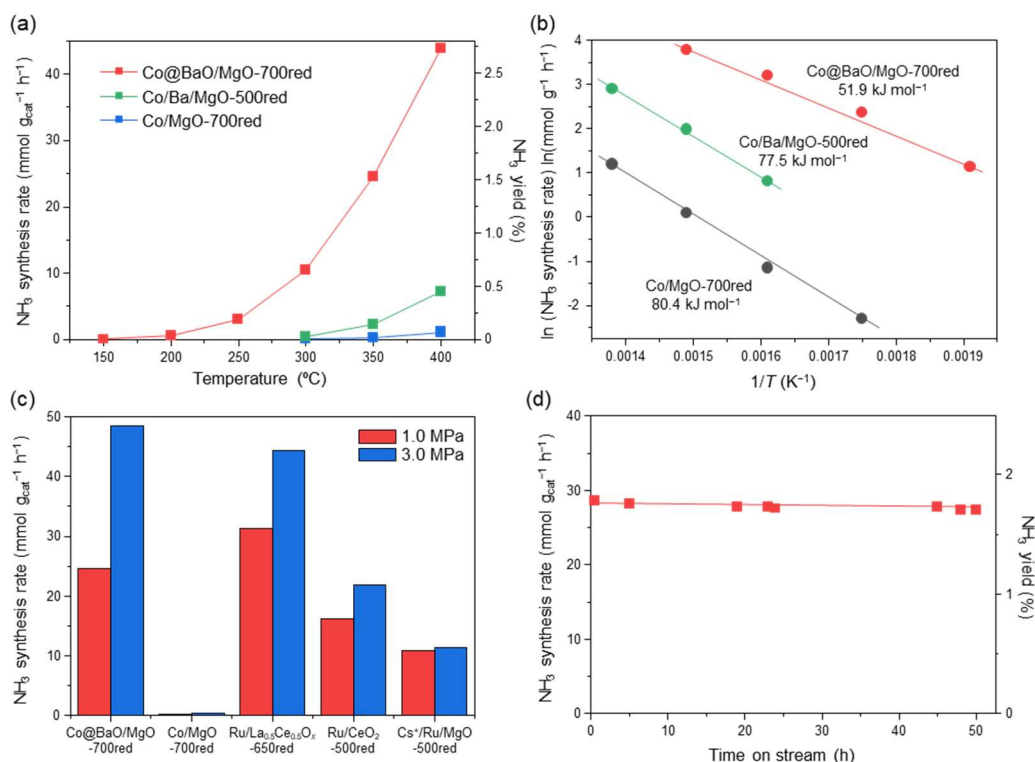 (a)
NH₃ synthesis rate (mmol g_cat⁻¹ h⁻¹)
40
30
20
10
0
Co@BaO/MgO-700red
Co/Ba/MgO-500red
Co/MgO-700red
2.5
2.0
1.5
1.0
0.5
0.0
NH₃ yield (%)
150 200 250 300 350 400
Temperature (ºC)
(b)
ln (NH₃ synthesis rate) ln(mmol g⁻¹ h⁻¹)
4
3
2
1
0
-1
-2
Co@BaO/MgO-700red
51.9 kJ mol⁻¹
Co/Ba/MgO-500red
77.5 kJ mol⁻¹
Co/MgO-700red
80.4 kJ mol⁻¹
0.0014 0.0015 0.0016 0.0017 0.0018 0.0019
1/T (K⁻¹)
(c)
NH₃ synthesis rate (mmol g_cat⁻¹ h⁻¹)
50
40
30
20
10
0
1.0 MPa
3.0 MPa
Co@BaO/MgO Co/MgO Ru/La₀.₅Ce₀.₅Oₓ Ru/CeO₂ Cs⁺/Ru/MgO
-700red -700red -650red -500red -500red
(d)
NH₃ synthesis rate (mmol g_cat⁻¹ h⁻¹)
40
30
20
10
0
2
1
0
NH₃ yield (%)
0 10 20 30 40 50
Time on stream (h)